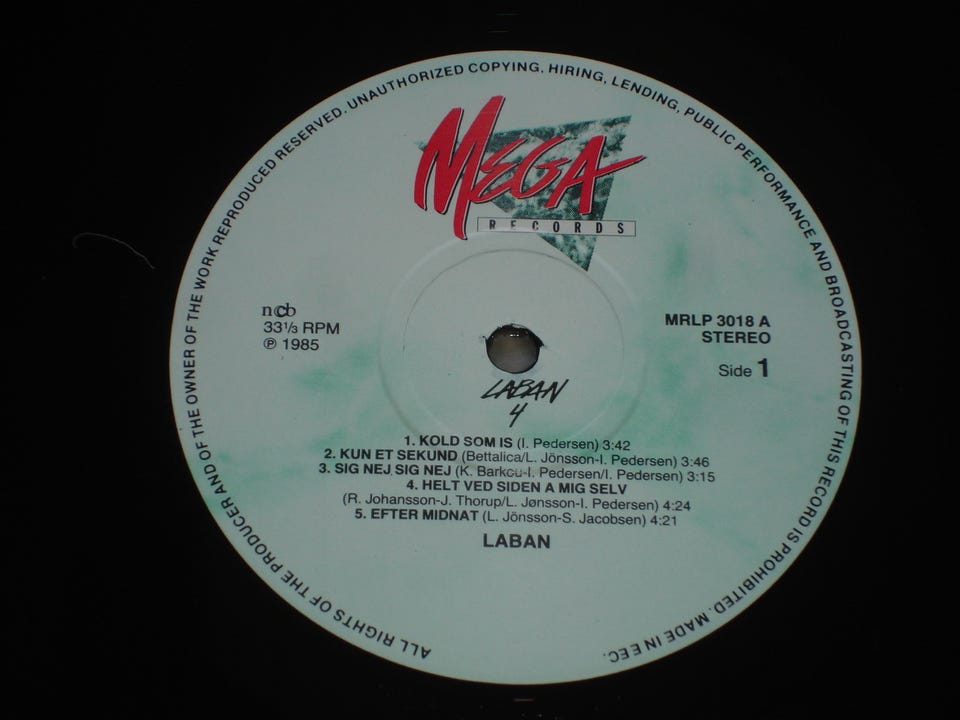 ALL RIGHTS OF THE PRODUCER AND OF THE OWNER OF THE WORK REPRODUCED RESERVED. UNAUTHORIZED COPYING, HIRING, LENDING, PUBLIC PERFORMANCE AND BROADCASTING OF THIS RECORD IS PROHIBITED. MADE IN EEC.
MEGA
RECORDS
ncb
33⅓ RPM
℗ 1985
MRLP 3018 A
STEREO
Side 1
LABAN
4
1. KOLD SOM IS (I. Pedersen) 3:42
2. KUN ET SEKUND (Bettalica/L. Jönsson-I. Pedersen) 3:46
3. SIG NEJ SIG NEJ (K. Barkou-I. Pedersen/I. Pedersen) 3:15
4. HELT VED SIDEN A MIG SELV
(R. Johansson-J. Thorup/L. Jønsson-I. Pedersen) 4:24
5. EFTER MIDNAT (L. Jönsson-S. Jacobsen) 4:21
LABAN